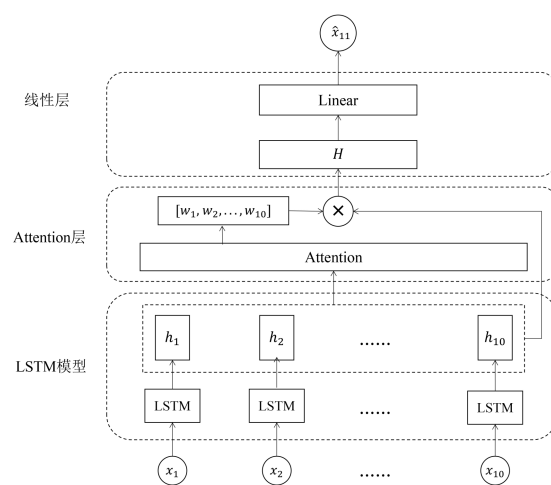 x̂₁₁
线性层
Linear
H
[w₁, w₂, . . . , w₁₀]
×
Attention层
Attention
h₁ h₂ ...... h₁₀
LSTM模型
LSTM LSTM ...... LSTM
x₁ x₂ ...... x₁₀